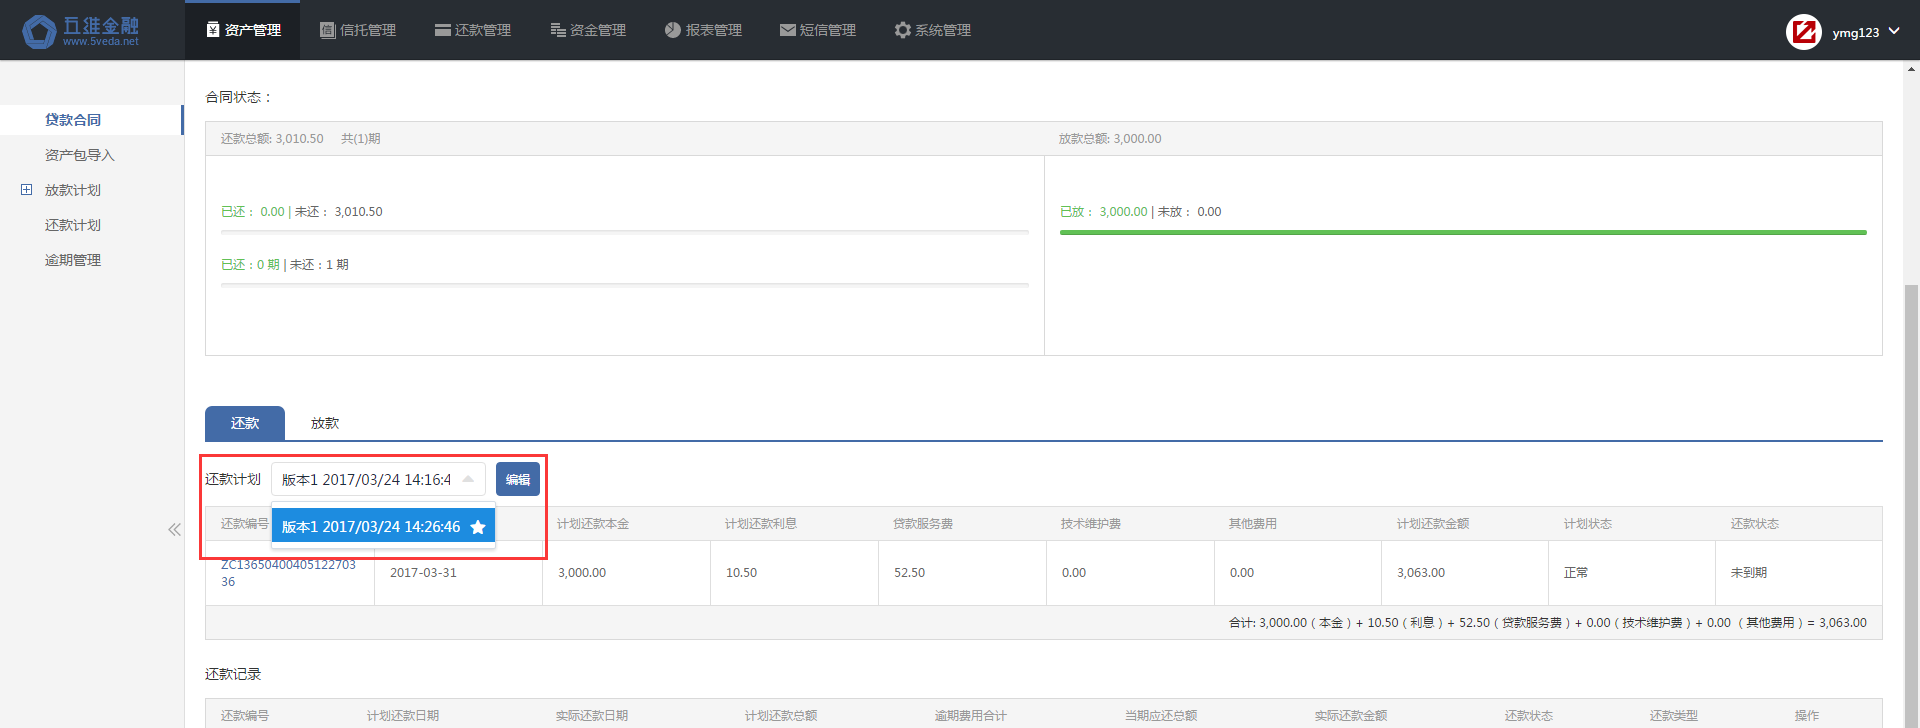 五维金融
www.5veda.net
资产管理 信托管理 还款管理 资金管理 报表管理 短信管理 系统管理
ymg123
贷款合同
资产包导入
放款计划
还款计划
逾期管理
合同状态：
还款总额: 3,010.50 共(1)期
放款总额: 3,000.00
已还： 0.00 | 未还： 3,010.50
已放： 3,000.00 | 未放： 0.00
已还：0 期 | 未还：1 期
还款 放款
还款计划 版本1 2017/03/24 14:16:4 编辑
版本1 2017/03/24 14:26:46
还款编号 计划还款本金 计划还款利息 贷款服务费 技术维护费 其他费用 计划还款金额 计划状态 还款状态
ZC13650400405122703
36
2017-03-31 3,000.00 10.50 52.50 0.00 0.00 3,063.00 正常 未到期
合计: 3,000.00（本金）+ 10.50（利息）+ 52.50（贷款服务费）+ 0.00（技术维护费）+ 0.00 （其他费用）= 3,063.00
还款记录
还款编号 计划还款日期 实际还款日期 计划还款总额 逾期费用合计 当期应还总额 实际还款金额 还款状态 还款类型 操作